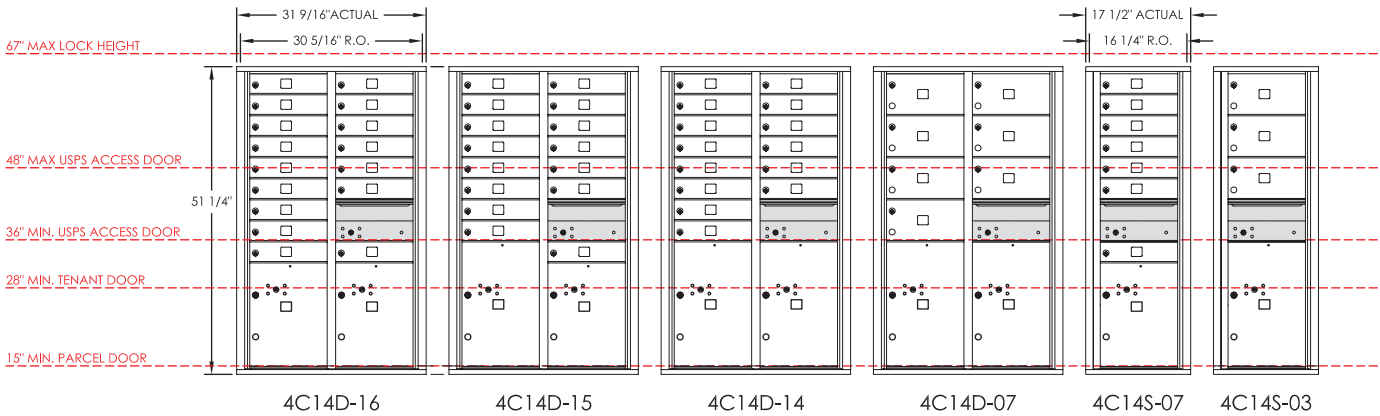 31 9/16"ACTUAL
17 1/2" ACTUAL
30 5/16" R.O.
16 1/4" R.O.
67" MAX LOCK HEIGHT
48" MAX USPS ACCESS DOOR
51 1/4"
36" MIN. USPS ACCESS DOOR
28" MIN. TENANT DOOR
15" MIN. PARCEL DOOR
4C14D-16
4C14D-15
4C14D-14
4C14D-07
4C14S-07
4C14S-03